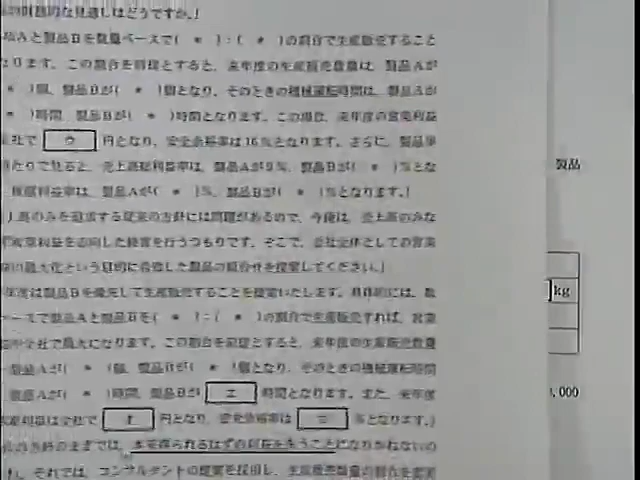 的な見通しはどうですか。」
品Aと製品Bを数量ベースで(　＊　)：(　＊　)の割合で生産販売すること
なります。この割合を前提とすると、来年度の生産販売数量は、製品Aが
＊　)個、製品Bが(　＊　)個となり、そのときの機械運転時間は、製品Aが
＊　)時間、製品Bが(　＊　)時間となります。この場合、来年度の営業利益
全社で ウ 円となり、安全余裕率は16％となります。さらに、製品単
当たりで見ると、売上高総利益率は、製品Aが9％、製品Bが(　＊　)％とな
利益率は、製品Aが(　＊　)％、製品Bが(　＊　)％となります。」
上高のみを追求する従来の方針には問題があるので、今後は、売上高のみな
営業利益を志向した経営を行うつもりです。そこで、会社全体としての営業
の最大化という目的に合致した製品の割合を提案してください。」
年度は製品Bを優先して生産販売することを提案いたします。具体的には、数
ースで製品Aと製品Bを(　＊　)：(　＊　)の割合で生産販売すれば、営業
全社で最大になります。この割合を前提とすると、来年度の生産販売数量
製品Aが(　＊　)個、製品Bが(　＊　)個となり、そのときの機械運転時間
製品Aが(　＊　)時間、製品Bが エ 時間となります。また、来年度
業利益は全社で オ 円となり、安全余裕率は 　 ％となります。」
の方針のままでは、本来得られるはずの利益を失うことになりかねないの
れ。それでは、コンサルタントの提案を採用し、生産販売数量の割合を変更
製品
kg
,000